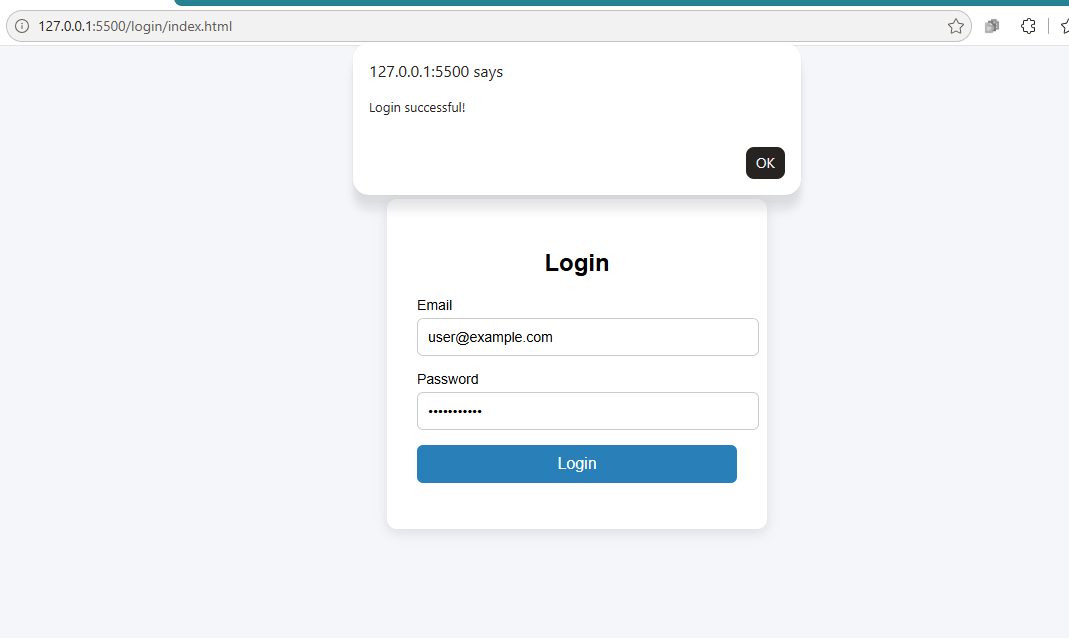 127.0.0.1:5500/login/index.html
127.0.0.1:5500 says
Login successful!
OK
Login
Email
user@example.com
Password
•••••••••••
Login